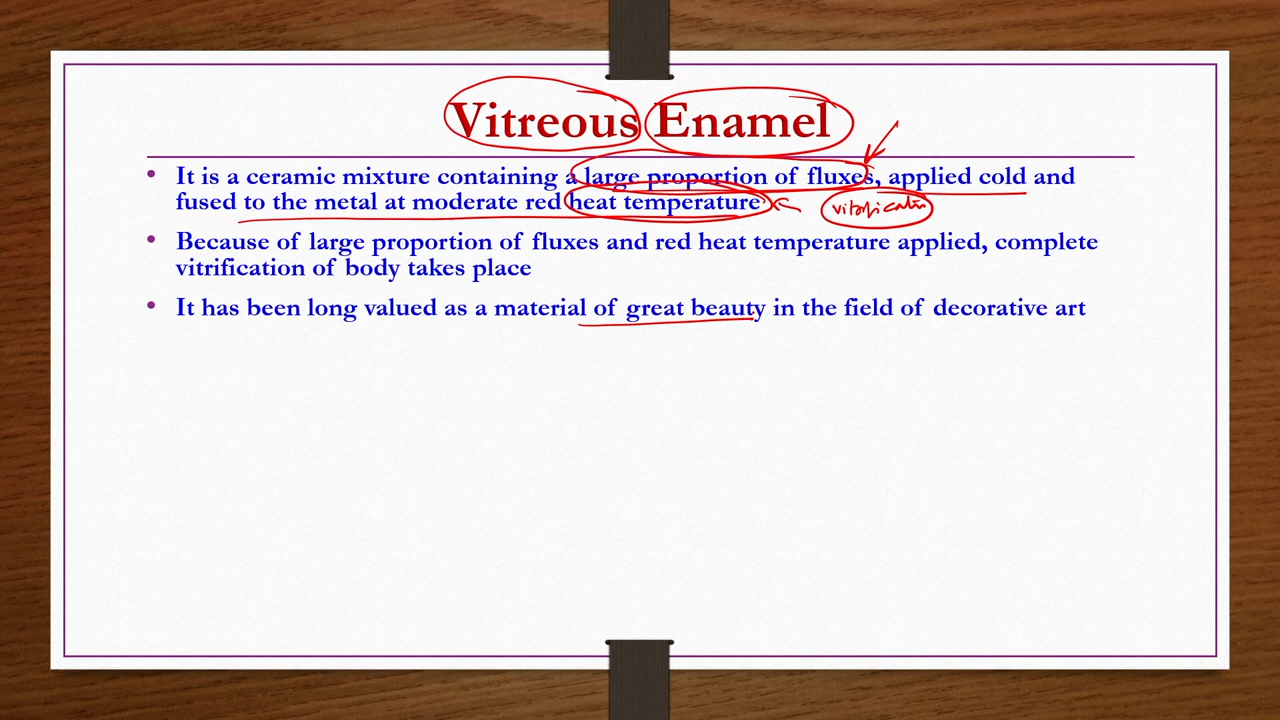 Vitreous Enamel
• It is a ceramic mixture containing a large proportion of fluxes, applied cold and
fused to the metal at moderate red heat temperature
vitrification
• Because of large proportion of fluxes and red heat temperature applied, complete
vitrification of body takes place
• It has been long valued as a material of great beauty in the field of decorative art